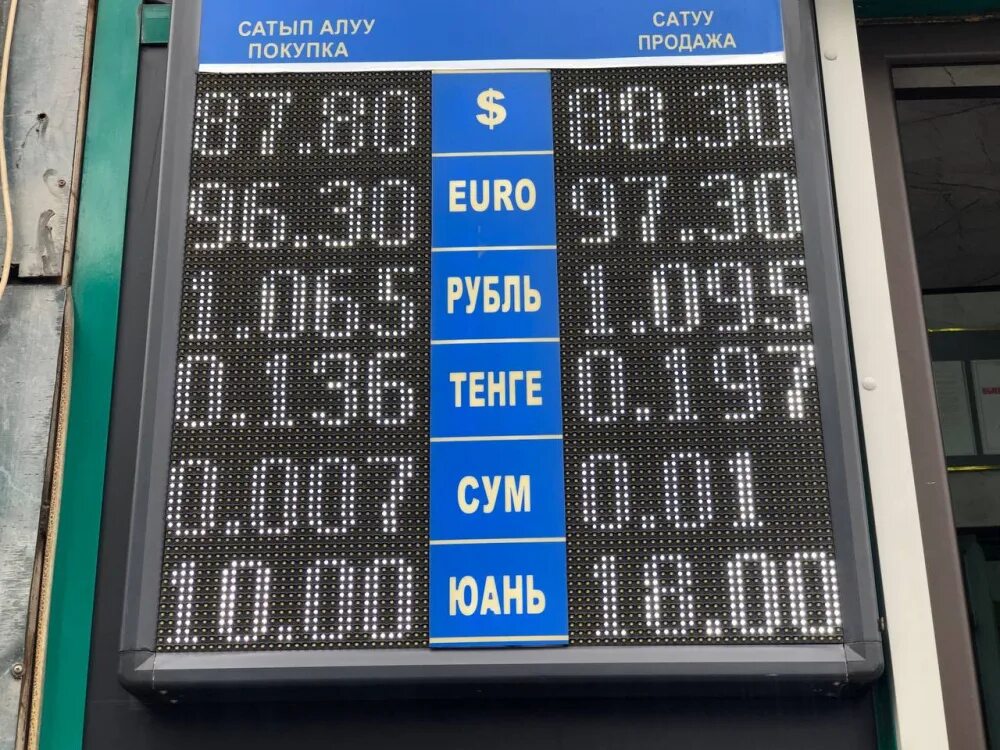 САТЫП АЛУУ
ПОКУПКА
САТУУ
ПРОДАЖА
87.80 $ 88.30
96.30 EURO 97.30
1.065 РУБЛЬ 1.095
0.136 ТЕНГЕ 0.197
0.007 СУМ 0.01
10.00 ЮАНЬ 18.00